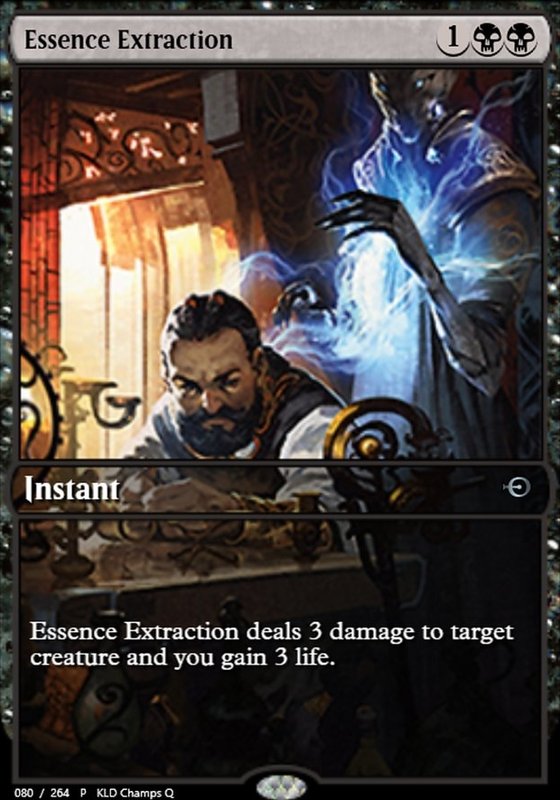 Essence Extraction 1
Instant
Essence Extraction deals 3 damage to target
creature and you gain 3 life.
080 / 264 P KLD Champs Q